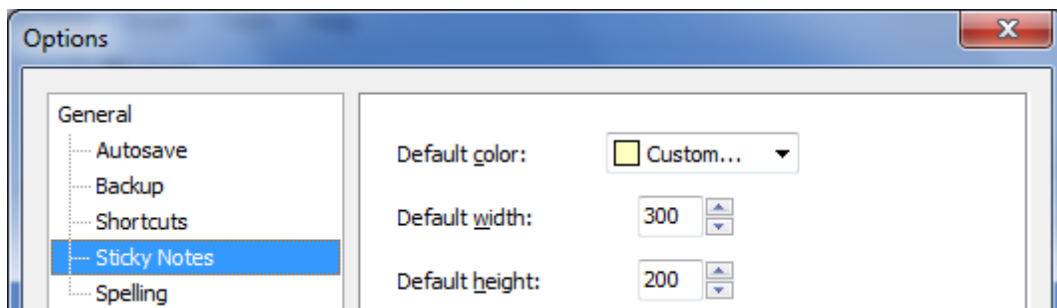 Options
General
Autosave
Backup
Shortcuts
Sticky Notes
Spelling
Default color: Custom...
Default width: 300
Default height: 200